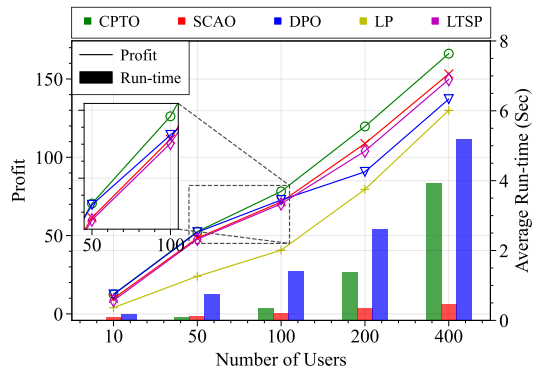 CPTO SCAO DPO LP LTSP
Profit
Run-time
150
100
50
0
Profit
8
6
4
2
0
Average Run-time (Sec)
50 100
10 50 100 200 400
Number of Users